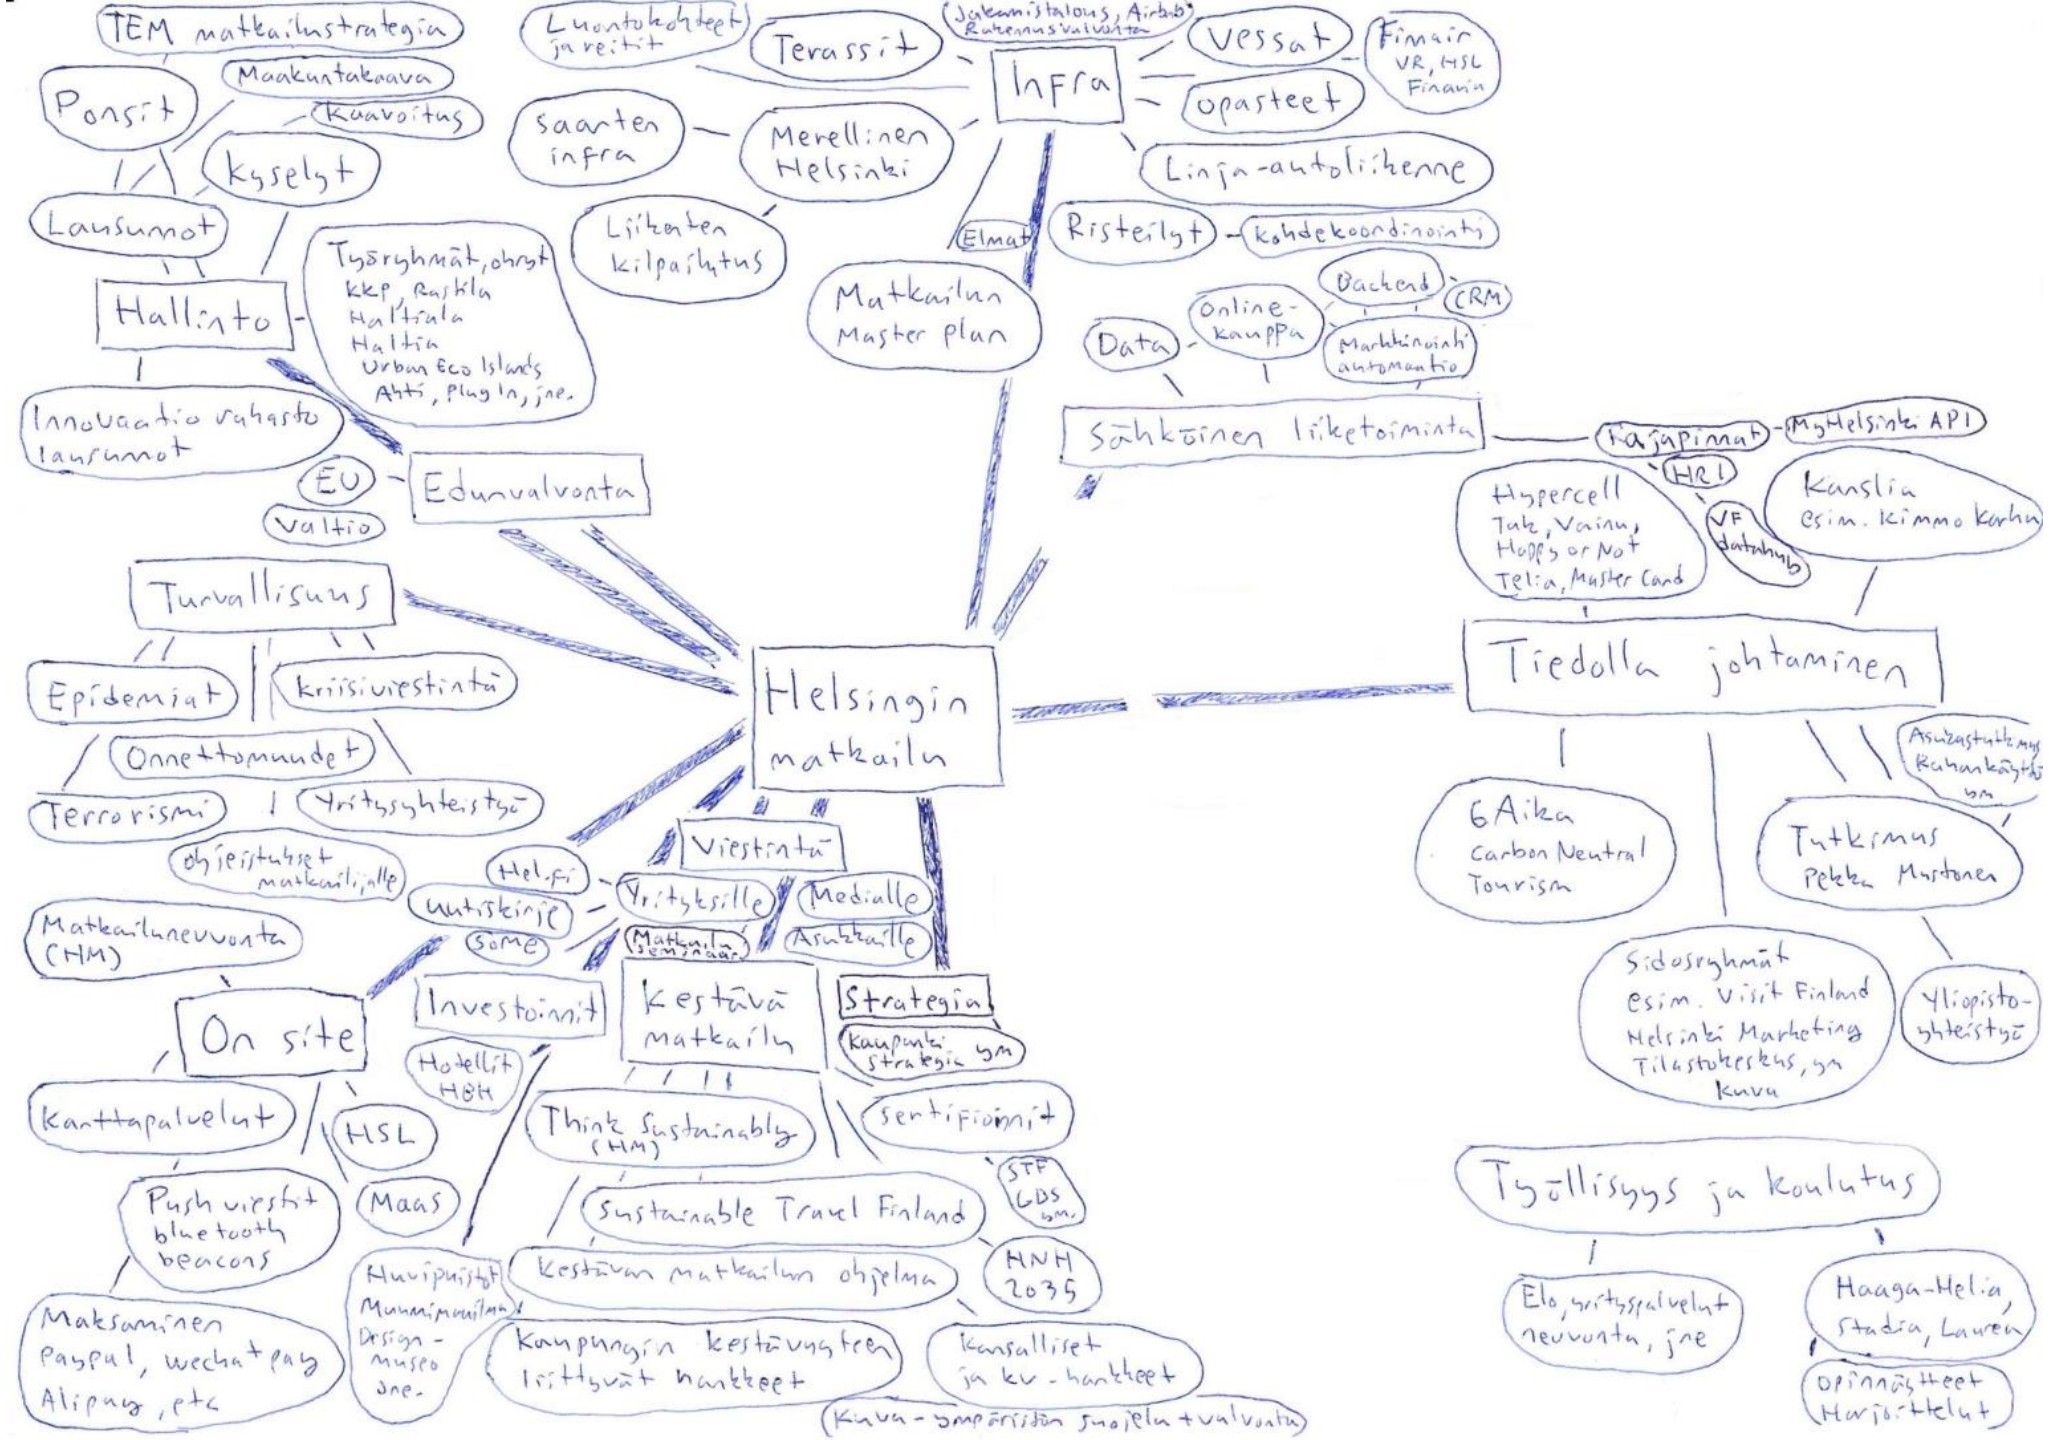 TEM matkailustrategia
Ponsit
Maakuntakaava
Kaavoitus
Kyselyt
Lausunnot
Hallinto
Työryhmät, ohryt
KKP, Rastila
Haltiala
Haltia
Urban Eco Islands
Ahti, Plug In, jne.
Innovaatio rahasto
lausunnot
EU
Valtio
Edunvalvonta
Luontokohteet
ja reitit
Terassit
Jakamistalous, Airbnb
Rakennusvalvonta
Infra
Vessat
Finnair
VR, HSL
Finavia
Opasteet
Linja-autoliikenne
saarten
infra
Merellinen
Helsinki
Liikenten
kilpailutus
Elmat
Risteilyt
kohdekoordinointi
Matkailun
Master plan
Data
Online-
kauppa
Backend
CRM
Markkinointi
automaatio
Sähköinen liiketoiminta
Rajapinnat
MyHelsinki API
HRI
VF
datahub
Hypercell
Tak, Vainu,
Happy or Not
Telia, Master Card
Kanslia
esim. Kimmo Karhu
Tiedolla johtaminen
6 Aika
Carbon Neutral
Tourism
Asukastutkimus
Rahankäyttö
ym
Tutkimus
Pekka Mustonen
Yliopisto-
yhteistyö
Sidosryhmät
esim. Visit Finland
Helsinki Marketing
Tilastokeskus, ym
Kuva
Turvallisuus
Epidemiat
Kriisiviestintä
Onnettomuudet
Terrorismi
Yritysyhteistyö
ohjeistukset
matkailijalle
Helsingin
matkailu
Viestintä
Hel.fi
Yrityksille
Medialle
uutiskirje
some
Matkailu
seminaari
Asukkaille
Matkailuneuvonta
(HM)
On site
Kanttapalvelut
HSL
Maas
Push viestit
bluetooth
beacons
Maksaminen
paypal, wechat pay
Alipay, etc
Investoinnit
Hotellit
HBH
Huvipuistot
Muumimaailma
Design-
museo
jne.
Kestävä
matkailu
Strategia
Kaupunki
strategia ym
Think Sustainably
(HM)
Sertifioinnit
STF
GDS
ym.
Sustainable Travel Finland
HNH
2035
Kestävän matkailun ohjelma
Kaupungin kestävyyteen
liittyvät hankkeet
Kansalliset
ja kv-hankkeet
Kuva-ympäristön suojelu + valvonta
Työllisyys ja koulutus
Elo, yrityspalvelut
neuvonta, jne
Haaga-Helia,
Stadia, Laurea
Opinnäytteet
Harjoittelut